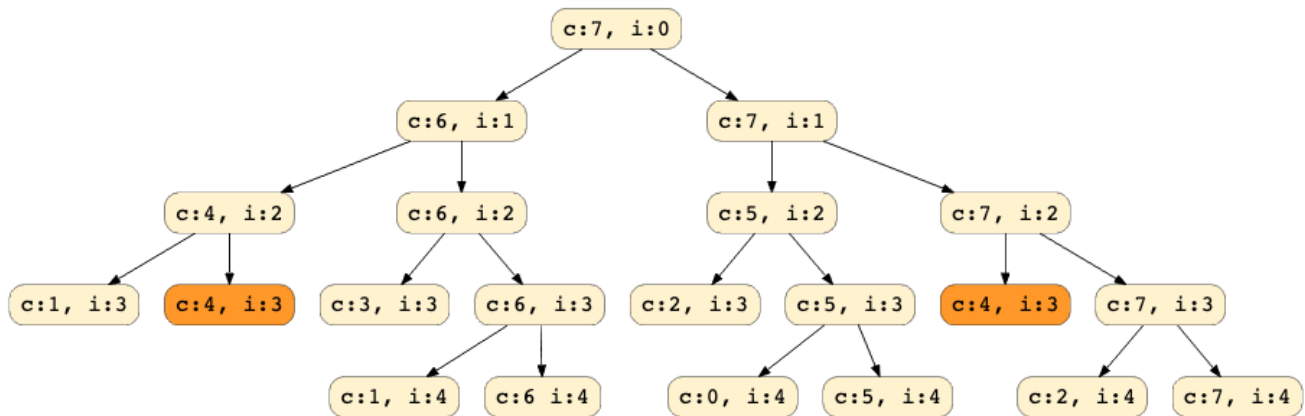 c:7, i:0
c:6, i:1
c:7, i:1
c:4, i:2
c:6, i:2
c:5, i:2
c:7, i:2
c:1, i:3
c:4, i:3
c:3, i:3
c:6, i:3
c:2, i:3
c:5, i:3
c:4, i:3
c:7, i:3
c:1, i:4
c:6 i:4
c:0, i:4
c:5, i:4
c:2, i:4
c:7, i:4